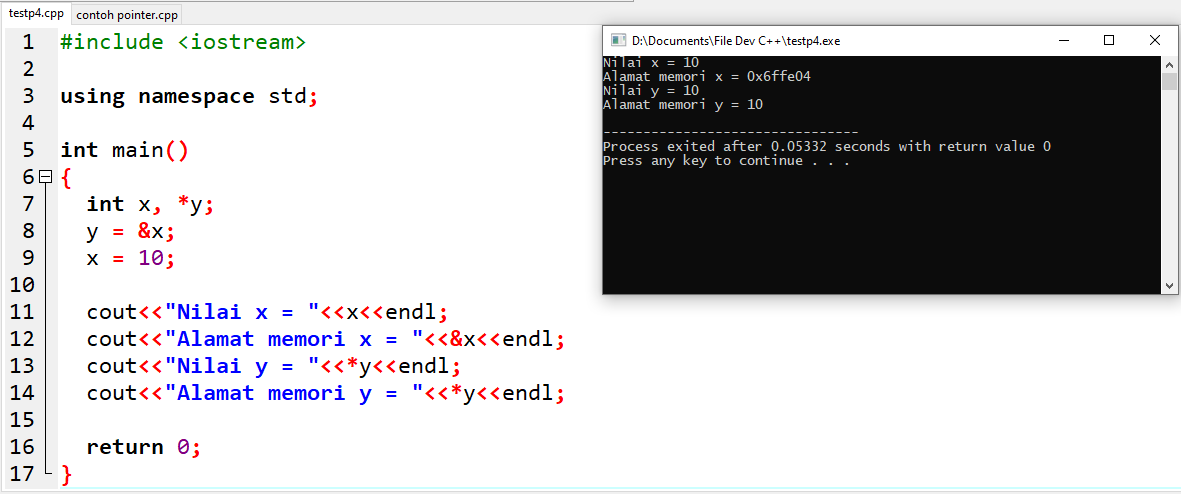 testp4.cpp contoh pointer.cpp
1 #include <iostream>
2
3 using namespace std;
4
5 int main()
6 {
7 int x, *y;
8 y = &x;
9 x = 10;
10
11 cout<<"Nilai x = "<<x<<endl;
12 cout<<"Alamat memori x = "<<&x<<endl;
13 cout<<"Nilai y = "<<*y<<endl;
14 cout<<"Alamat memori y = "<<*y<<endl;
15
16 return 0;
17 }
D:\Documents\File Dev C++\testp4.exe
Nilai x = 10
Alamat memori x = 0x6ffe04
Nilai y = 10
Alamat memori y = 10
--------------------------------
Process exited after 0.05332 seconds with return value 0
Press any key to continue . . .